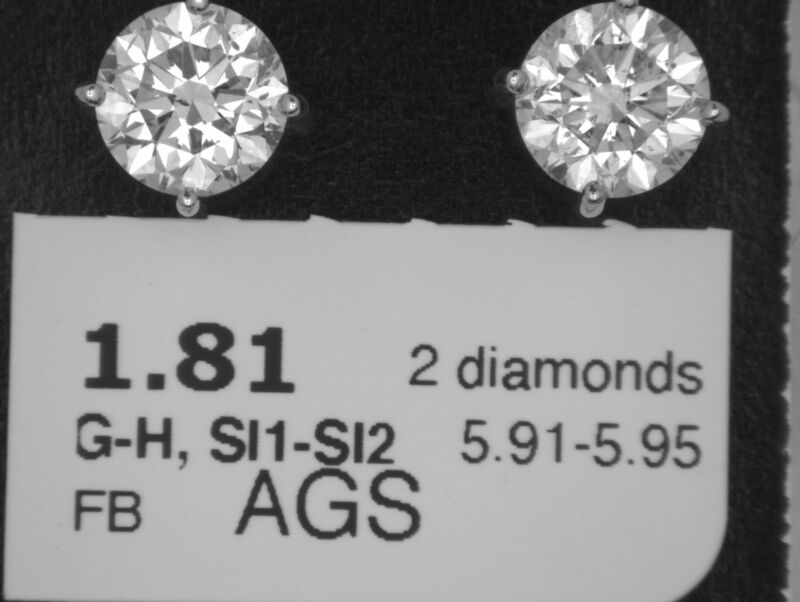 1.81 2 diamonds
G-H, SI1-SI2 5.91-5.95
FB AGS